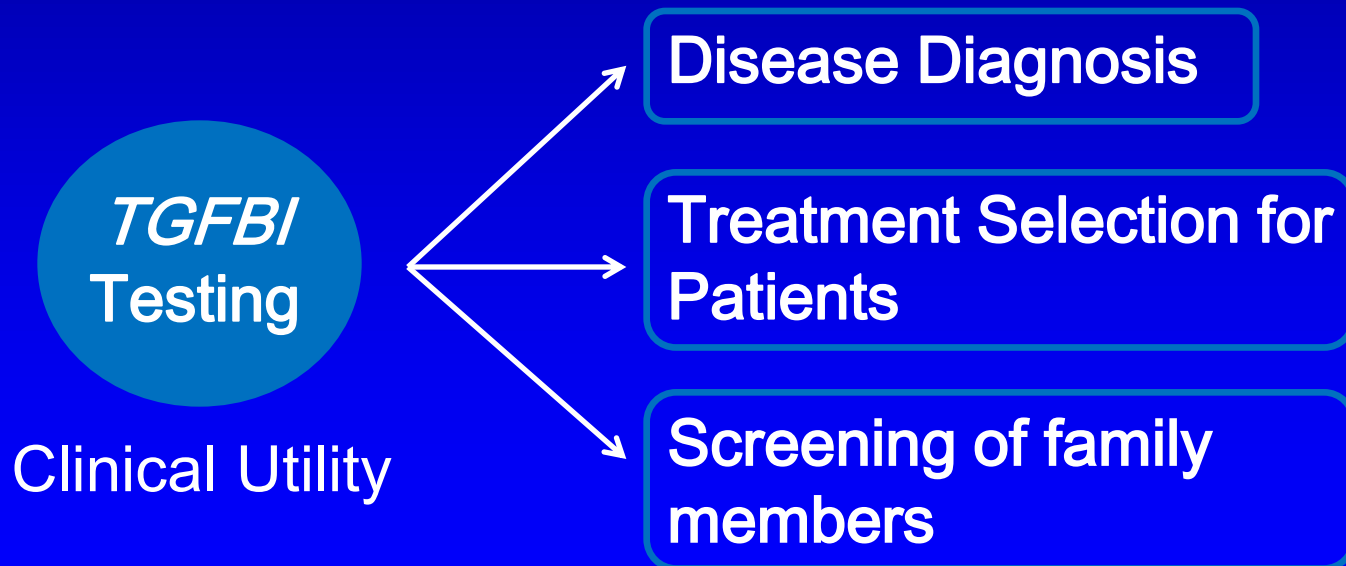 TGFBI
Testing
Clinical Utility
Disease Diagnosis
Treatment Selection for
Patients
Screening of family
members